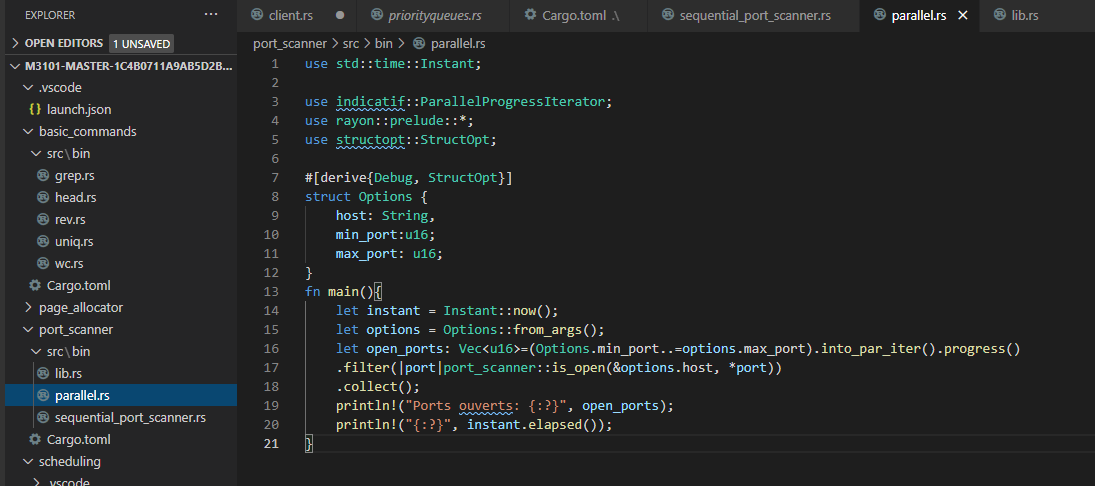 EXPLORER
...
OPEN EDITORS 1 UNSAVED
M3101-MASTER-1C4B0711A9AB5D2B...
.vscode
{} launch.json
basic_commands
src\bin
grep.rs
head.rs
rev.rs
uniq.rs
wc.rs
Cargo.toml
page_allocator
port_scanner
src\bin
lib.rs
parallel.rs
sequential_port_scanner.rs
Cargo.toml
scheduling
.vscode
client.rs
priorityqueues.rs
Cargo.toml .\
sequential_port_scanner.rs
parallel.rs
lib.rs
port_scanner > src > bin > parallel.rs
1 use std::time::Instant;
2
3 use indicatif::ParallelProgressIterator;
4 use rayon::prelude::*;
5 use structopt::StructOpt;
6
7 #[derive{Debug, StructOpt}]
8 struct Options {
9     host: String,
10     min_port:u16;
11     max_port: u16;
12 }
13 fn main(){
14     let instant = Instant::now();
15     let options = Options::from_args();
16     let open_ports: Vec<u16>=(Options.min_port..=options.max_port).into_par_iter().progress()
17     .filter(|port|port_scanner::is_open(&options.host, *port))
18     .collect();
19     println!("Ports ouverts: {:?}", open_ports);
20     println!("{:?}", instant.elapsed());
21 }